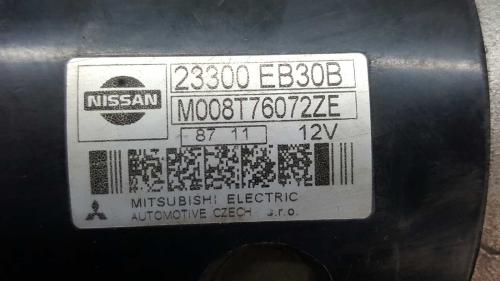 NISSAN
23300 EB30B
M008T76072ZE
87 11 12V
MITSUBISHI ELECTRIC
AUTOMOTIVE CZECH s.r.o.